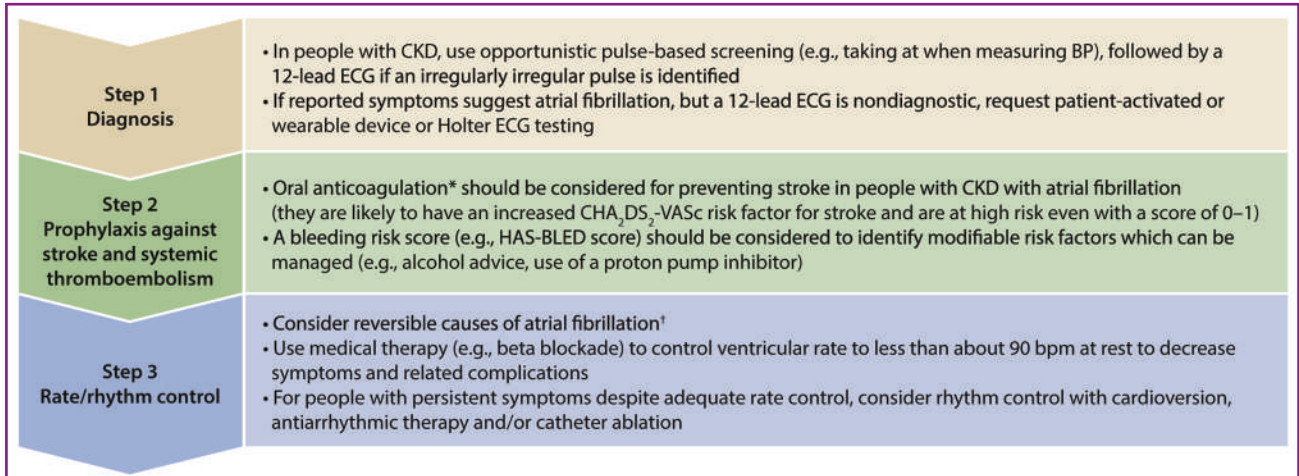 Step 1
Diagnosis
• In people with CKD, use opportunistic pulse-based screening (e.g., taking at when measuring BP), followed by a
12-lead ECG if an irregularly irregular pulse is identified
• If reported symptoms suggest atrial fibrillation, but a 12-lead ECG is nondiagnostic, request patient-activated or
wearable device or Holter ECG testing
Step 2
Prophylaxis against
stroke and systemic
thromboembolism
• Oral anticoagulation* should be considered for preventing stroke in people with CKD with atrial fibrillation
(they are likely to have an increased CHA₂DS₂-VASc risk factor for stroke and are at high risk even with a score of 0–1)
• A bleeding risk score (e.g., HAS-BLED score) should be considered to identify modifiable risk factors which can be
managed (e.g., alcohol advice, use of a proton pump inhibitor)
Step 3
Rate/rhythm control
• Consider reversible causes of atrial fibrillation†
• Use medical therapy (e.g., beta blockade) to control ventricular rate to less than about 90 bpm at rest to decrease
symptoms and related complications
• For people with persistent symptoms despite adequate rate control, consider rhythm control with cardioversion,
antiarrhythmic therapy and/or catheter ablation